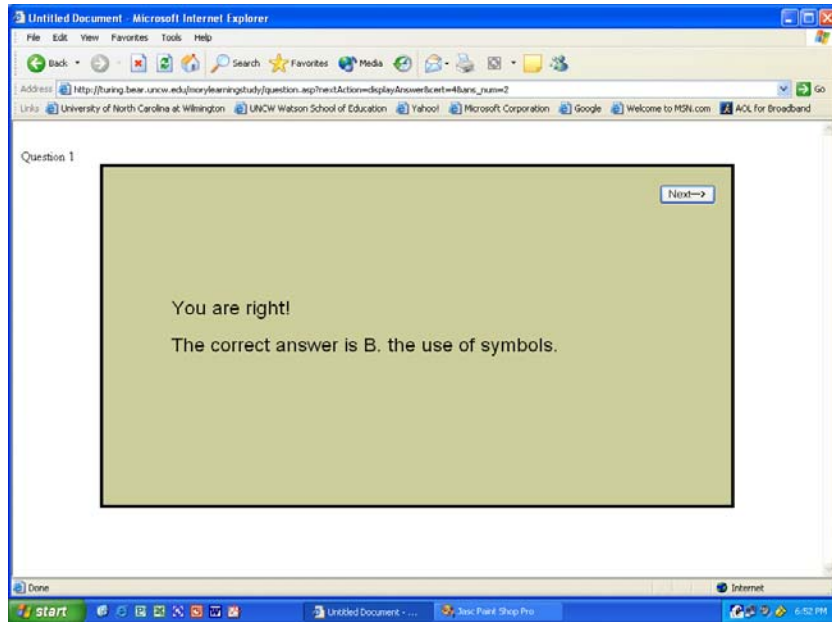 Untitled Document - Microsoft Internet Explorer
File Edit View Favorites Tools Help
Back Search Favorites Media
Address http://turing.bear.uncw.edu/morylearningstudy/question.asp?nextAction=displayAnswer&cert=4&ans_num=2 Go
Links University of North Carolina at Wilmington UNCW Watson School of Education Yahoo! Microsoft Corporation Google Welcome to MSN.com AOL for Broadband
Question 1
Next-->
You are right!
The correct answer is B. the use of symbols.
Done Internet
start Untitled Document - ... Jasc Paint Shop Pro 6:52 PM